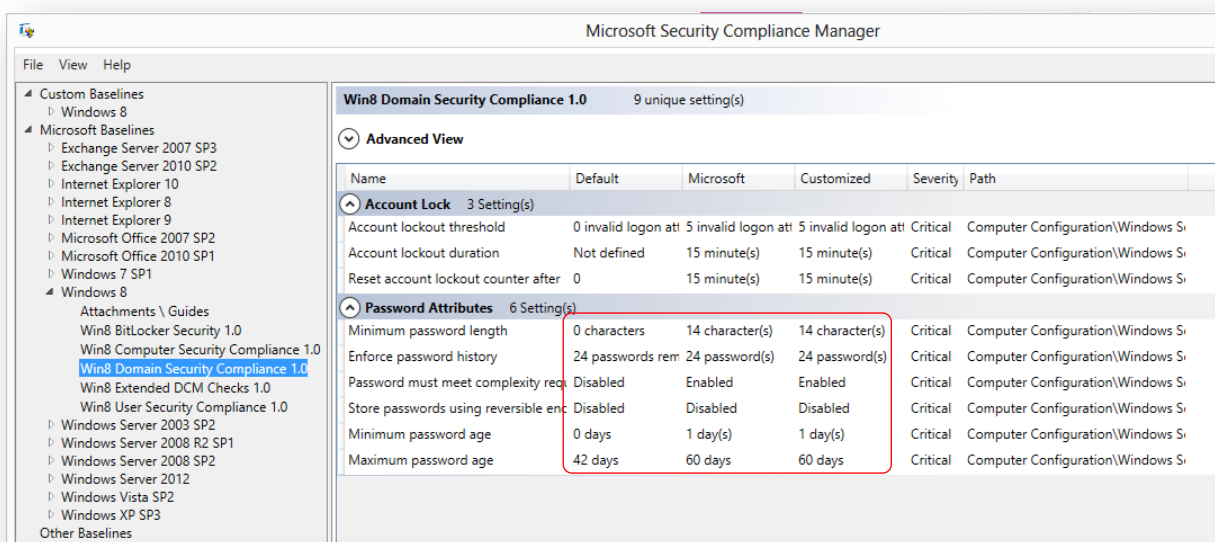 Microsoft Security Compliance Manager
File View Help
Custom Baselines
Windows 8
Microsoft Baselines
Exchange Server 2007 SP3
Exchange Server 2010 SP2
Internet Explorer 10
Internet Explorer 8
Internet Explorer 9
Microsoft Office 2007 SP2
Microsoft Office 2010 SP1
Windows 7 SP1
Windows 8
Attachments \ Guides
Win8 BitLocker Security 1.0
Win8 Computer Security Compliance 1.0
Win8 Domain Security Compliance 1.0
Win8 Extended DCM Checks 1.0
Win8 User Security Compliance 1.0
Windows Server 2003 SP2
Windows Server 2008 R2 SP1
Windows Server 2008 SP2
Windows Server 2012
Windows Vista SP2
Windows XP SP3
Other Baselines
Win8 Domain Security Compliance 1.0 9 unique setting(s)
Advanced View
Name Default Microsoft Customized Severity Path
Account Lock 3 Setting(s)
Account lockout threshold 0 invalid logon att 5 invalid logon att 5 invalid logon att Critical Computer Configuration\Windows Se
Account lockout duration Not defined 15 minute(s) 15 minute(s) Critical Computer Configuration\Windows Se
Reset account lockout counter after 0 15 minute(s) 15 minute(s) Critical Computer Configuration\Windows Se
Password Attributes 6 Setting(s)
Minimum password length 0 characters 14 character(s) 14 character(s) Critical Computer Configuration\Windows Se
Enforce password history 24 passwords rem 24 password(s) 24 password(s) Critical Computer Configuration\Windows Se
Password must meet complexity requ Disabled Enabled Enabled Critical Computer Configuration\Windows Se
Store passwords using reversible enc Disabled Disabled Disabled Critical Computer Configuration\Windows Se
Minimum password age 0 days 1 day(s) 1 day(s) Critical Computer Configuration\Windows Se
Maximum password age 42 days 60 days 60 days Critical Computer Configuration\Windows Se